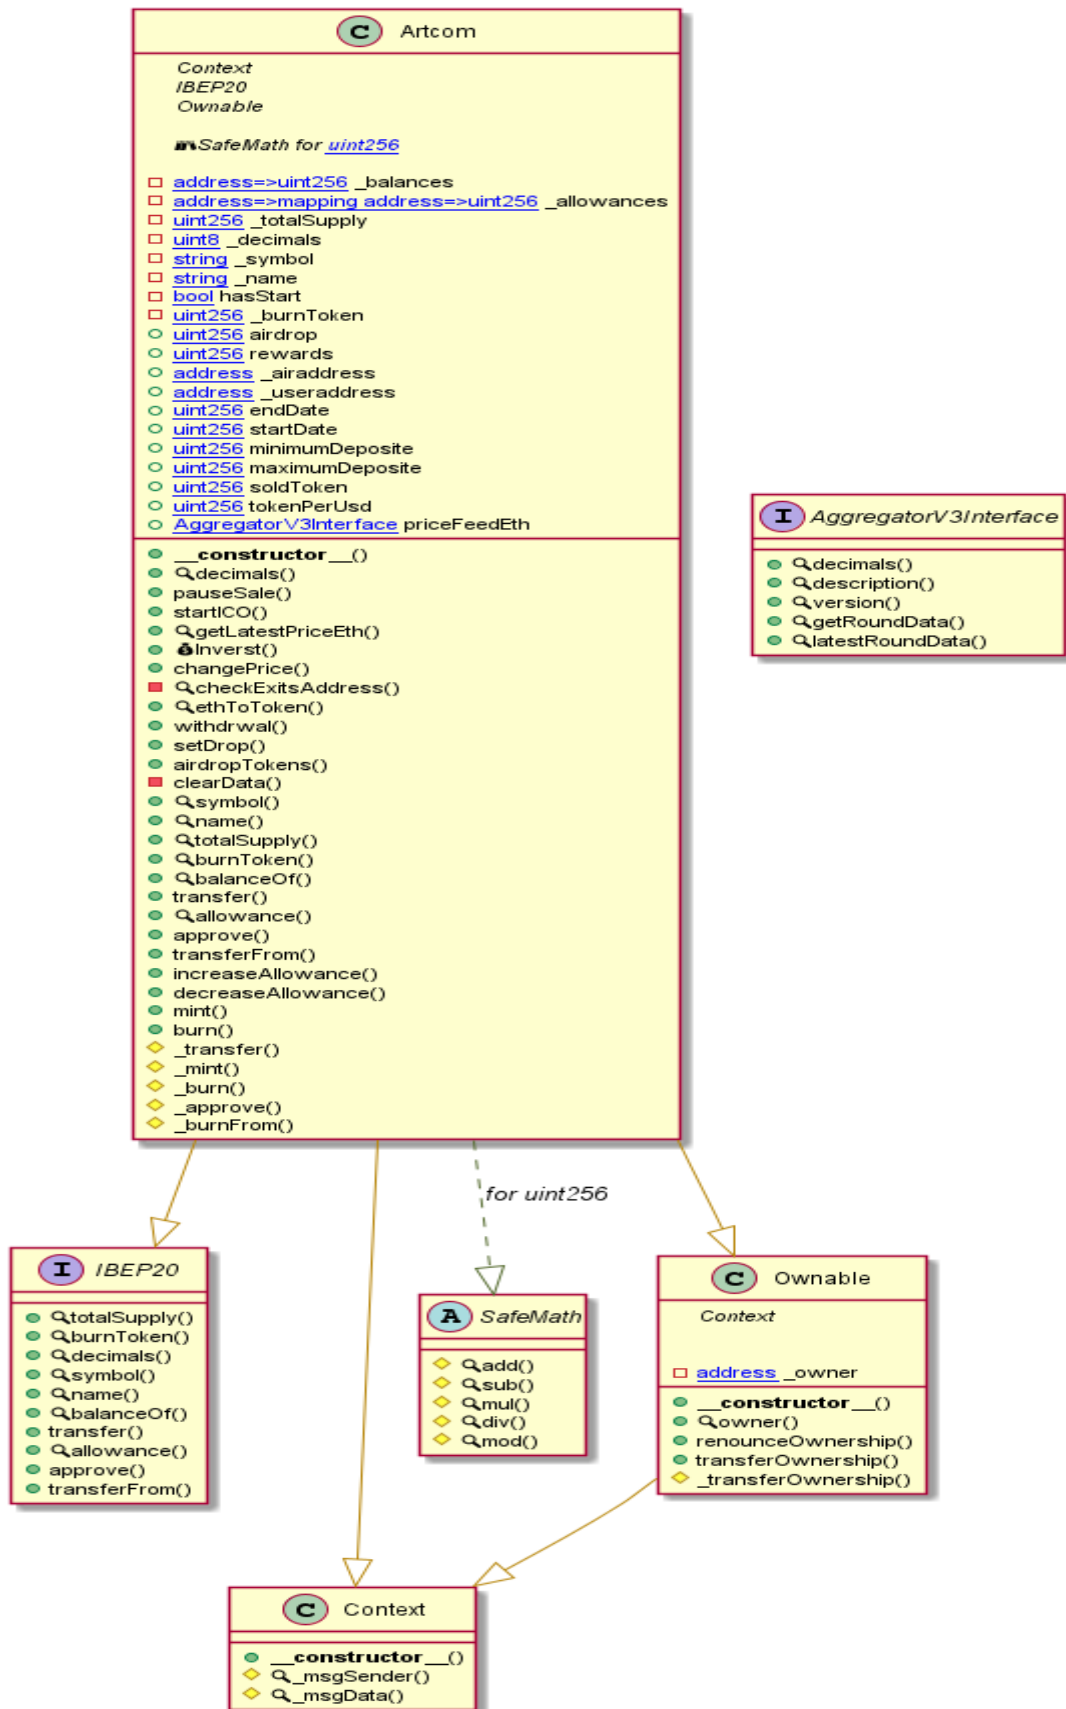 C Artcom
Context
IBEP20
Ownable
SafeMath for uint256
address=>uint256 _balances
address=>mapping address=>uint256 _allowances
uint256 _totalSupply
uint8 _decimals
string _symbol
string _name
bool hasStart
uint256 _burnToken
uint256 airdrop
uint256 rewards
address _airaddress
address _useraddress
uint256 endDate
uint256 startDate
uint256 minimumDeposite
uint256 maximumDeposite
uint256 soldToken
uint256 tokenPerUsd
AggregatorV3Interface priceFeedEth
__constructor__()
decimals()
pauseSale()
startICO()
getLatestPriceEth()
Inverst()
changePrice()
checkExitsAddress()
ethToToken()
withdrwal()
setDrop()
airdropTokens()
clearData()
symbol()
name()
totalSupply()
burnToken()
balanceOf()
transfer()
allowance()
approve()
transferFrom()
increaseAllowance()
decreaseAllowance()
mint()
burn()
_transfer()
_mint()
_burn()
_approve()
_burnFrom()
I AggregatorV3Interface
decimals()
description()
version()
getRoundData()
latestRoundData()
for uint256
I IBEP20
totalSupply()
burnToken()
decimals()
symbol()
name()
balanceOf()
transfer()
allowance()
approve()
transferFrom()
A SafeMath
add()
sub()
mul()
div()
mod()
C Ownable
Context
address _owner
__constructor__()
owner()
renounceOwnership()
transferOwnership()
_transferOwnership()
C Context
__constructor__()
_msgSender()
_msgData()